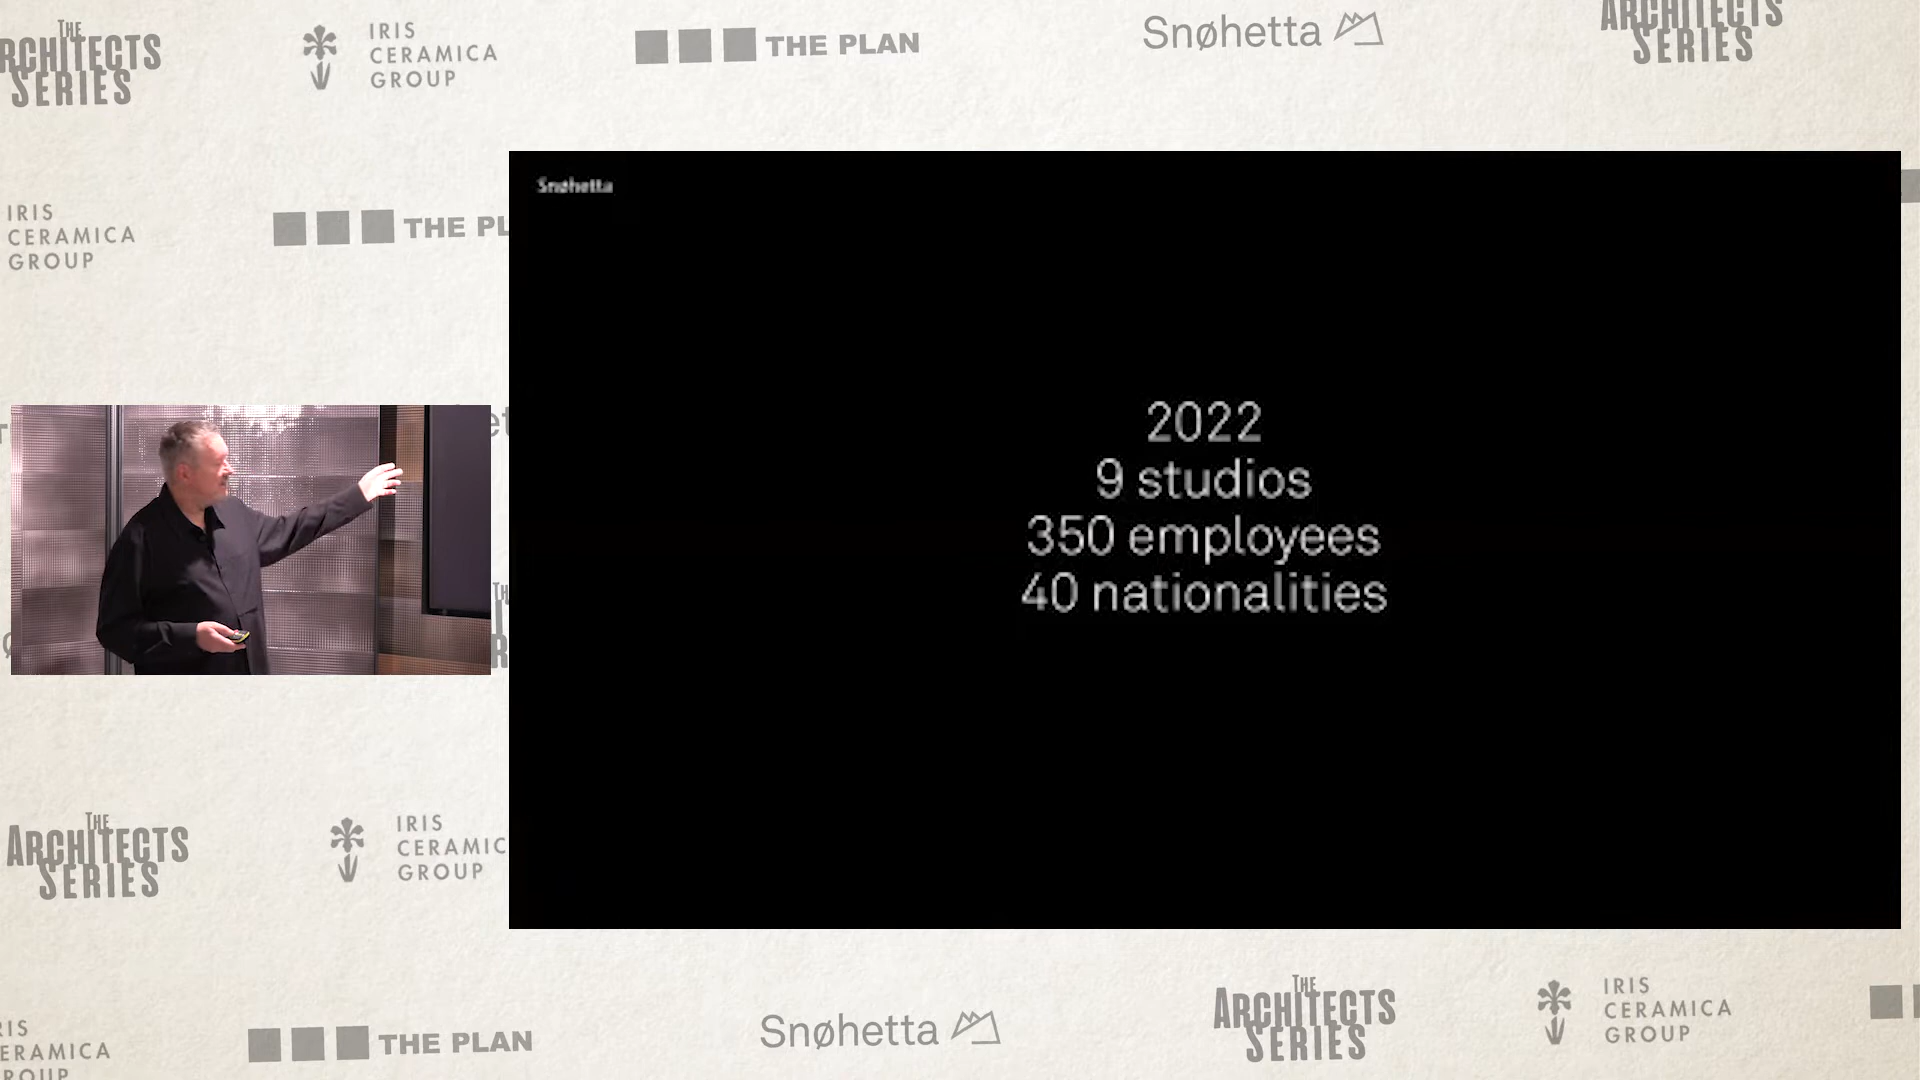 THE
ARCHITECTS
SERIES
IRIS
CERAMICA
GROUP
THE PLAN
Snøhetta
ARCHITECTS
SERIES
IRIS
CERAMICA
GROUP
THE PL
Snøhetta
2022
9 studios
350 employees
40 nationalities
THE
ARCHITECTS
SERIES
IRIS
CERAMIC
GROUP
THE PLAN
Snøhetta
THE
ARCHITECTS
SERIES
IRIS
CERAMICA
GROUP